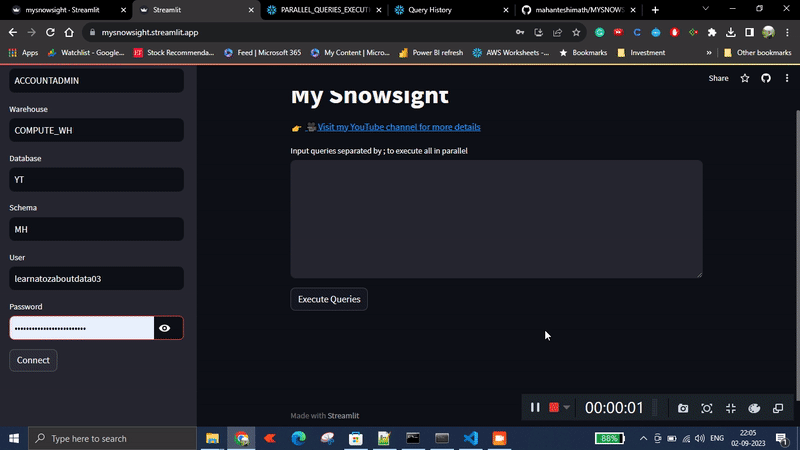 mysnowsight · Streamlit
Streamlit
PARALLEL_QUERIES_EXECUTI
Query History
mahanteshimath/MYSNOWS
mysnowsight.streamlit.app
Apps
Watchlist - Google...
Stock Recommenda...
Feed | Microsoft 365
My Content | Micro...
Power BI refresh
AWS Worksheets -...
Bookmarks
Investment
»
Other bookmarks
Share
ACCOUNTADMIN
Warehouse
COMPUTE_WH
Database
YT
Schema
MH
User
learnatozaboutdata03
Password
Connect
My Snowsight
👉 🎥Visit my YouTube channel for more details
Input queries separated by ; to execute all in parallel
Execute Queries
Made with Streamlit
00:00:01
Type here to search
88%
ENG
22:05
02-09-2023